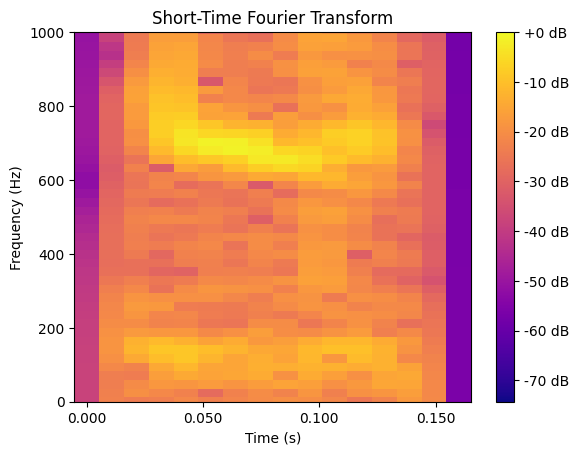 Short-Time Fourier Transform
1000
800
600
400
200
0
Frequency (Hz)
0.000
0.050
0.100
0.150
Time (s)
+0 dB
-10 dB
-20 dB
-30 dB
-40 dB
-50 dB
-60 dB
-70 dB